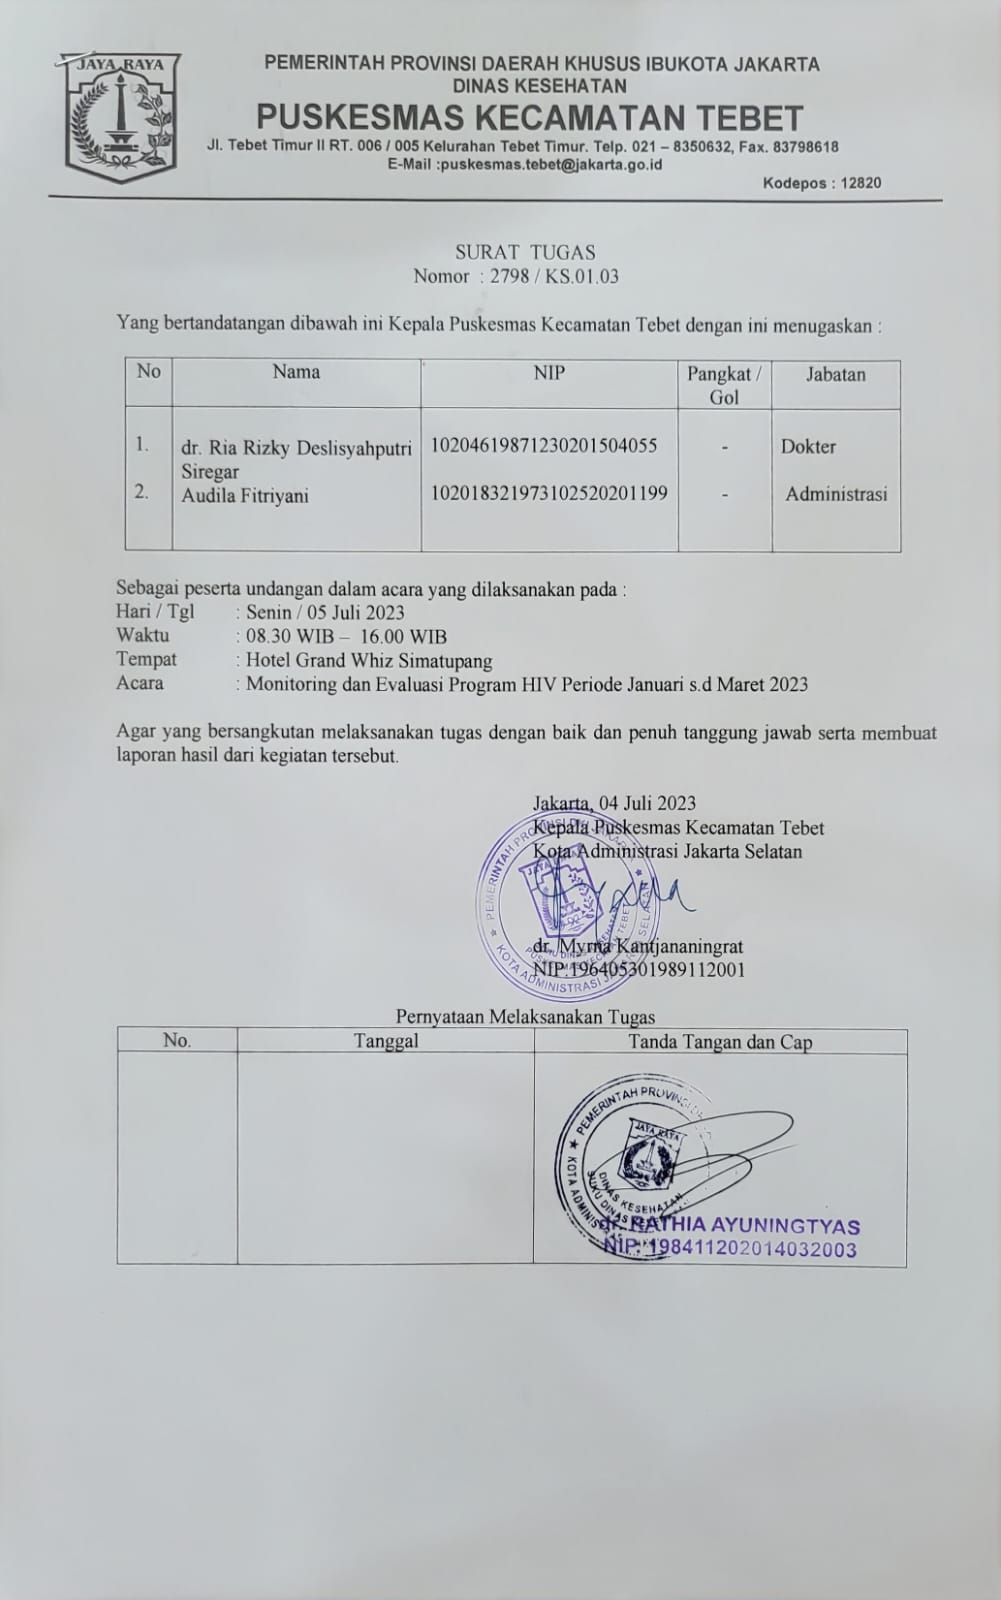 JAYA RAYA
PEMERINTAH PROVINSI DAERAH KHUSUS IBUKOTA JAKARTA
DINAS KESEHATAN
PUSKESMAS KECAMATAN TEBET
Jl. Tebet Timur II RT. 006 / 005 Kelurahan Tebet Timur. Telp. 021 – 8350632, Fax. 83798618
E-Mail :puskesmas.tebet@jakarta.go.id
Kodepos : 12820
SURAT TUGAS
Nomor : 2798 / KS.01.03
Yang bertandatangan dibawah ini Kepala Puskesmas Kecamatan Tebet dengan ini menugaskan :
No Nama NIP Pangkat / Gol Jabatan
1. dr. Ria Rizky Deslisyahputri Siregar 10204619871230201504055 - Dokter
2. Audila Fitriyani 102018321973102520201199 - Administrasi
Sebagai peserta undangan dalam acara yang dilaksanakan pada :
Hari / Tgl : Senin / 05 Juli 2023
Waktu : 08.30 WIB – 16.00 WIB
Tempat : Hotel Grand Whiz Simatupang
Acara : Monitoring dan Evaluasi Program HIV Periode Januari s.d Maret 2023
Agar yang bersangkutan melaksanakan tugas dengan baik dan penuh tanggung jawab serta membuat
laporan hasil dari kegiatan tersebut.
Jakarta, 04 Juli 2023
Kepala Puskesmas Kecamatan Tebet
Kota Administrasi Jakarta Selatan
PEMERINTAH PROVINSI DKI JAKARTA
JAYA RAYA
PUSKESMAS KECAMATAN TEBET
KOTA ADMINISTRASI JAKARTA SELATAN
dr. Myrna Kantjananingrat
NIP.196405301989112001
Pernyataan Melaksanakan Tugas
No. Tanggal Tanda Tangan dan Cap
PEMERINTAH PROVINSI
JAYA RAYA
DINAS KESEHATAN
SUKU DINAS
KOTA ADMINIS
dr. RATHIA AYUNINGTYAS
NIP. 198411202014032003